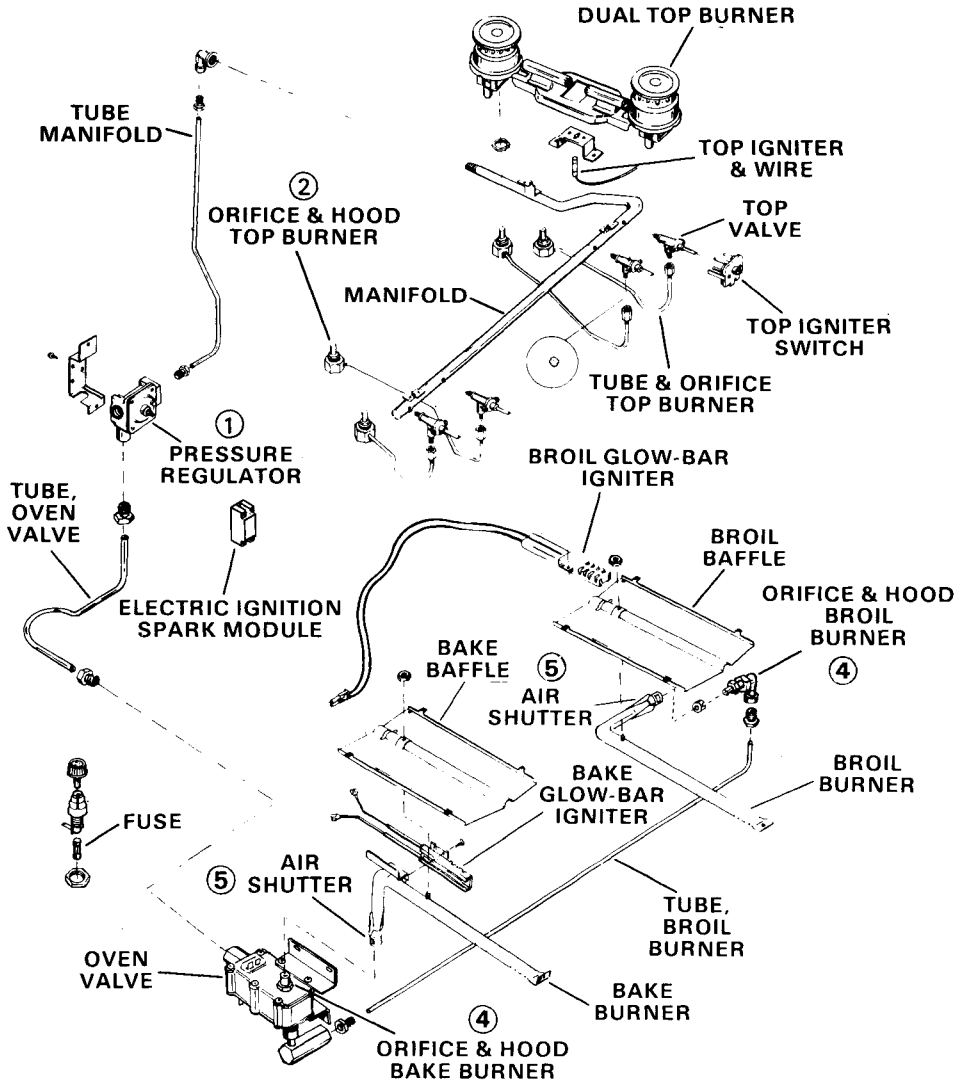 DUAL TOP BURNER
TUBE
MANIFOLD
TOP IGNITER
& WIRE
②
ORIFICE & HOOD
TOP BURNER
TOP
VALVE
MANIFOLD
TOP IGNITER
SWITCH
TUBE & ORIFICE
TOP BURNER
①
PRESSURE
REGULATOR
BROIL GLOW-BAR
IGNITER
TUBE,
OVEN
VALVE
BROIL
BAFFLE
ELECTRIC IGNITION
SPARK MODULE
ORIFICE & HOOD
BROIL
BURNER
④
BAKE
BAFFLE
⑤
AIR
SHUTTER
BROIL
BURNER
BAKE
GLOW-BAR
IGNITER
FUSE
⑤
AIR
SHUTTER
TUBE,
BROIL
BURNER
OVEN
VALVE
BAKE
BURNER
④
ORIFICE & HOOD
BAKE BURNER